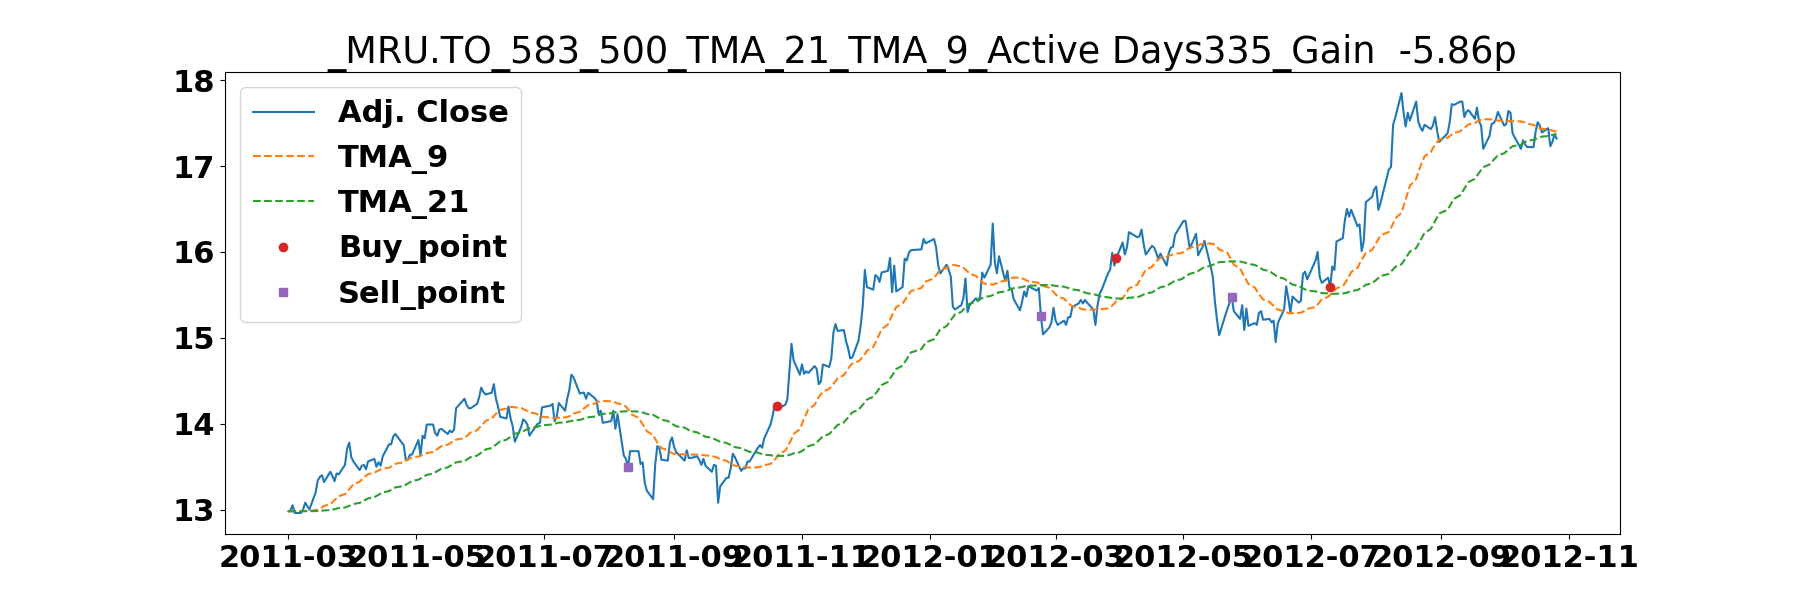 _MRU.TO_583_500_TMA_21_TMA_9_Active Days335_Gain  -5.86p
18
17
16
15
14
13
Adj. Close
TMA_9
TMA_21
Buy_point
Sell_point
2011-03 2011-05 2011-07 2011-09 2011-11 2012-01 2012-03 2012-05 2012-07 2012-09 2012-11